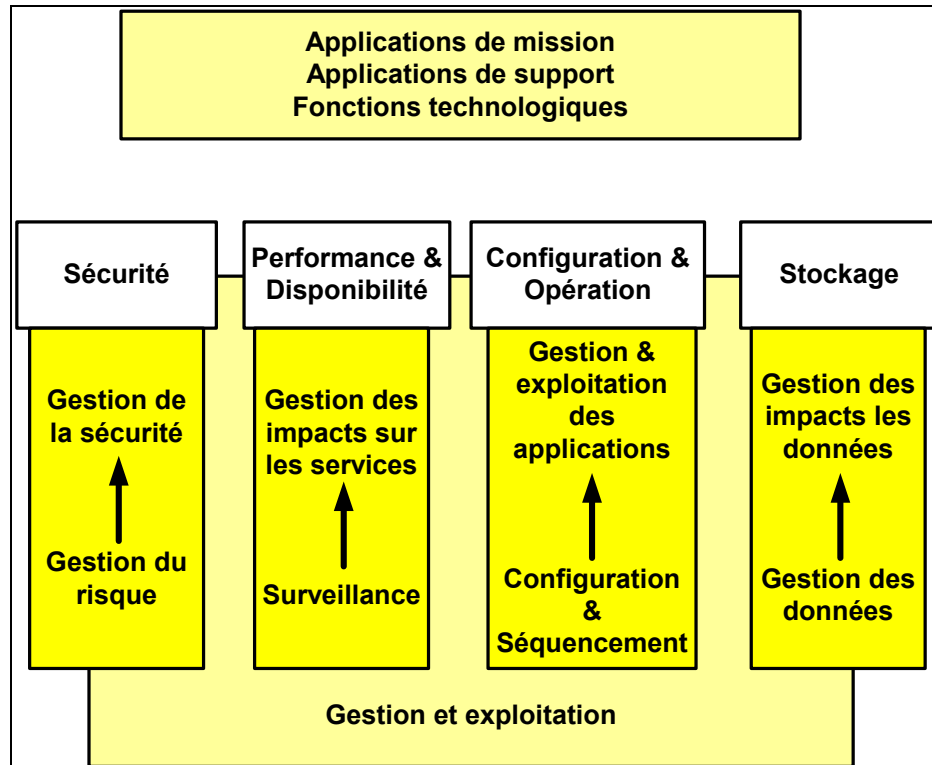 Applications de mission
Applications de support
Fonctions technologiques
Sécurité
Performance &
Disponibilité
Configuration &
Opération
Stockage
Gestion de
la sécurité
Gestion du
risque
Gestion des
impacts sur
les services
Surveillance
Gestion &
exploitation
des
applications
Configuration
&
Séquencement
Gestion des
impacts les
données
Gestion des
données
Gestion et exploitation